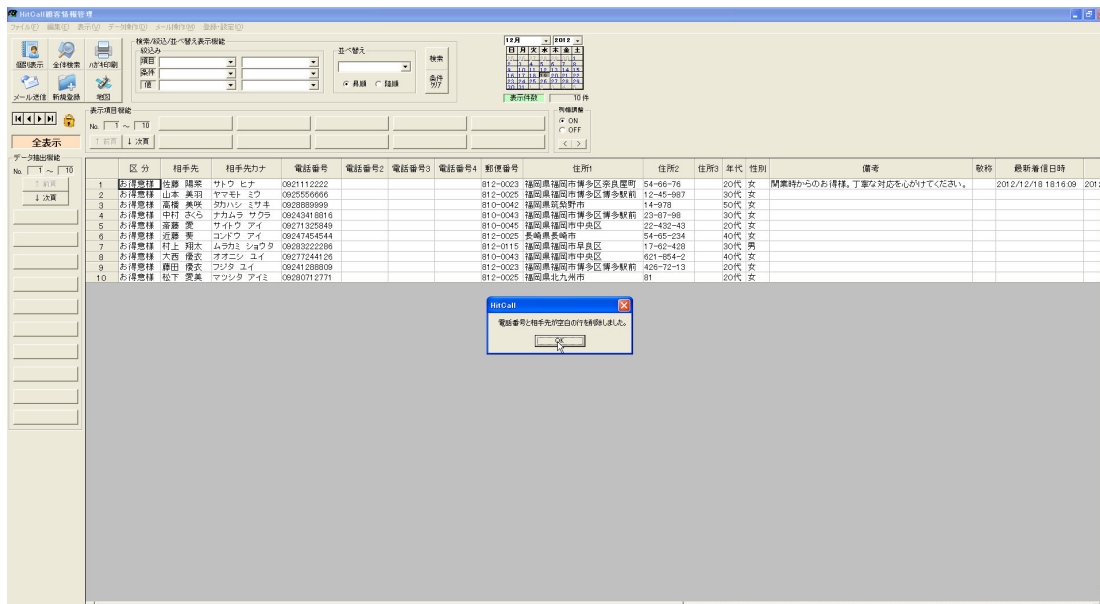 HitCall顧客情報管理
ファイル(F) 編集(E) 表示(V) データ操作(D) メール操作(M) 登録・設定(O)
個別表示 全体検索 ハガキ印刷
メール送信 新規登録 地図
検索/絞込/並べ替え表示機能
絞込み
項目
条件
値
並べ替え
昇順 降順
検索
条件クリア
12月 2012
日 月 火 水 木 金 土
表示件数 10 件
表示項目機能
No. 1 ~ 10
↑ 前頁 ↓ 次頁
列幅調整
ON
OFF
< >
全表示
データ抽出機能
No. 1 ~ 10
↑ 前頁
↓ 次頁
区 分 相手先 相手先カナ 電話番号 電話番号2 電話番号3 電話番号4 郵便番号 住所1 住所2 住所3 年代 性別 備考 敬称 最新着信日時
1 お得意様 佐藤 陽菜 サトウ ヒナ 0921112222 812-0023 福岡県福岡市博多区奈良屋町 54-66-76 20代 女 開業時からのお得様。丁寧な対応を心がけてください。 2012/12/18 18:16:09 2012
2 お得意様 山本 美羽 ヤマモト ミウ 0925556666 812-0025 福岡県福岡市博多区博多駅前 12-45-987 30代 女
3 お得意様 高橋 美咲 タカハシ ミサキ 0928889999 810-0042 福岡県筑紫野市 14-978 50代 女
4 お得意様 中村 さくら ナカムラ サクラ 09243418816 810-0043 福岡県福岡市博多区博多駅前 23-87-98 30代 女
5 お得意様 斎藤 愛 サイトウ アイ 09271325849 810-0045 福岡県福岡市中央区 22-432-43 20代 女
6 お得意様 近藤 葵 コンドウ アイ 09247454544 812-0025 長崎県長崎市 54-65-234 40代 女
7 お得意様 村上 翔太 ムラカミ ショウタ 09283222286 812-0115 福岡県福岡市早良区 17-62-428 30代 男
8 お得意様 大西 優衣 オオニシ ユイ 09277244126 810-0043 福岡県福岡市中央区 621-854-2 40代 女
9 お得意様 藤田 優衣 フジタ ユイ 09241288809 810-0023 福岡県福岡市博多区博多駅前 426-72-13 20代 女
10 お得意様 松下 愛美 マツシタ アイミ 09280712771 812-0025 福岡県北九州市 81 20代 女
HitCall
電話番号と相手先が空白の行を削除しました。
OK